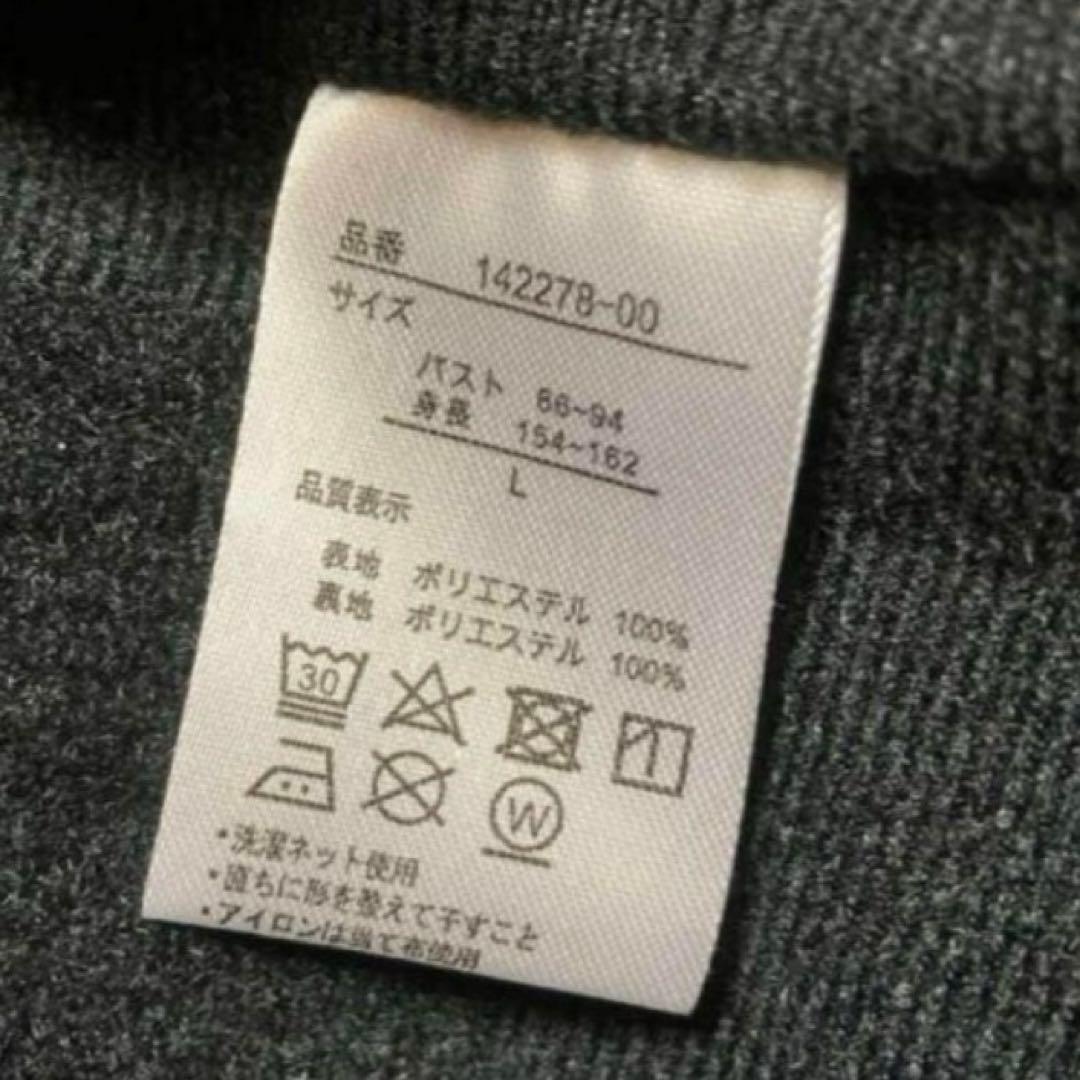 品番 142278-00
サイズ
バスト 86~94
身長 154~162
L
品質表示
表地 ポリエステル 100%
裏地 ポリエステル 100%
30
W
・洗濯ネット使用
・直ちに形を整えて干すこと
・アイロンは当て布使用